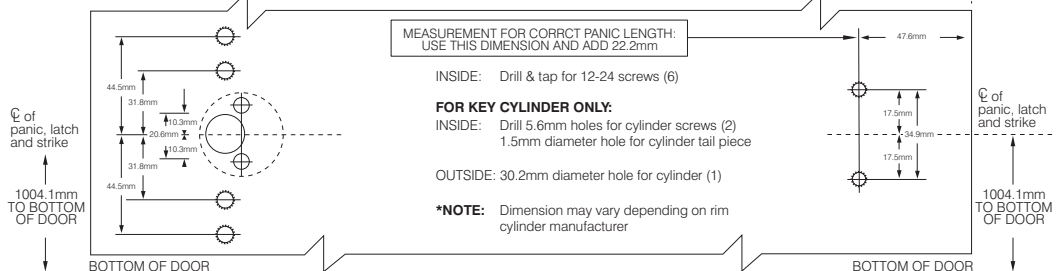 MEASUREMENT FOR CORRCT PANIC LENGTH:
USE THIS DIMENSION AND ADD 22.2mm
47.6mm
INSIDE: Drill & tap for 12-24 screws (6)
FOR KEY CYLINDER ONLY:
INSIDE: Drill 5.6mm holes for cylinder screws (2)
1.5mm diameter hole for cylinder tail piece
OUTSIDE: 30.2mm diameter hole for cylinder (1)
*NOTE: Dimension may vary depending on rim
cylinder manufacturer
℄ of
panic, latch
and strike
1004.1mm
TO BOTTOM
OF DOOR
44.5mm
31.8mm
10.3mm
20.6mm
10.3mm
31.8mm
44.5mm
BOTTOM OF DOOR
17.5mm
34.9mm
17.5mm
℄ of
panic, latch
and strike
1004.1mm
TO BOTTOM
OF DOOR
BOTTOM OF DOOR